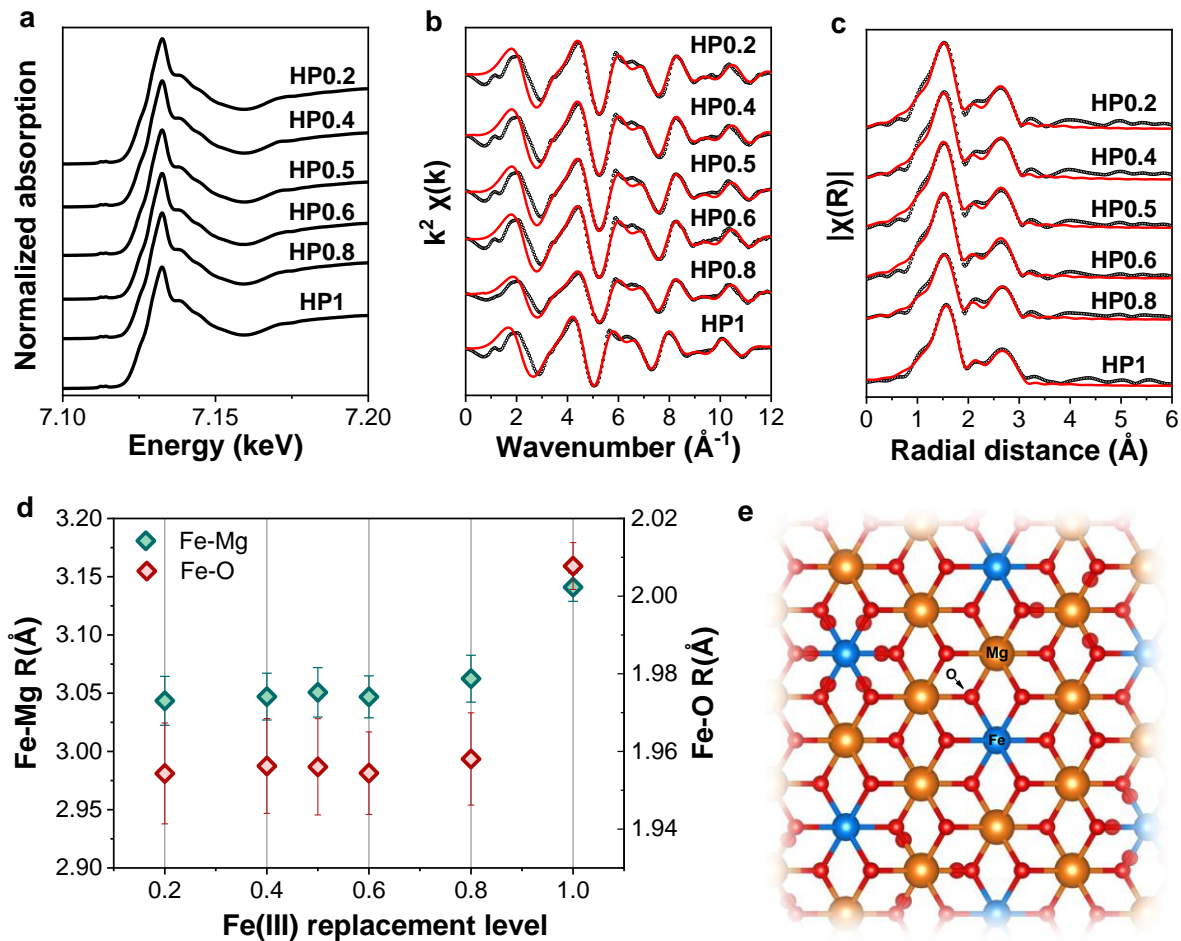 a
Normalized absorption
HP0.2
HP0.4
HP0.5
HP0.6
HP0.8
HP1
7.10 7.15 7.20
Energy (keV)
b
k² χ(k)
HP0.2
HP0.4
HP0.5
HP0.6
HP0.8
HP1
0 2 4 6 8 10 12
Wavenumber (Å⁻¹)
c
|χ(R)|
HP0.2
HP0.4
HP0.5
HP0.6
HP0.8
HP1
0 1 2 3 4 5 6
Radial distance (Å)
d
Fe-Mg R(Å)
3.20
3.15
3.10
3.05
3.00
2.95
2.90
Fe-Mg
Fe-O
2.02
2.00
1.98
1.96
1.94
Fe-O R(Å)
0.2 0.4 0.6 0.8 1.0
Fe(III) replacement level
e
Mg
O
Fe